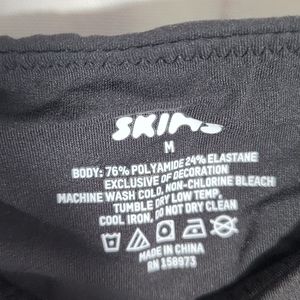 SKIMS
M
BODY: 76% POLYAMIDE 24% ELASTANE
EXCLUSIVE OF DECORATION
MACHINE WASH COLD, NON-CHLORINE BLEACH
TUMBLE DRY LOW TEMP,
COOL IRON, DO NOT DRY CLEAN
MADE IN CHINA
RN 158973